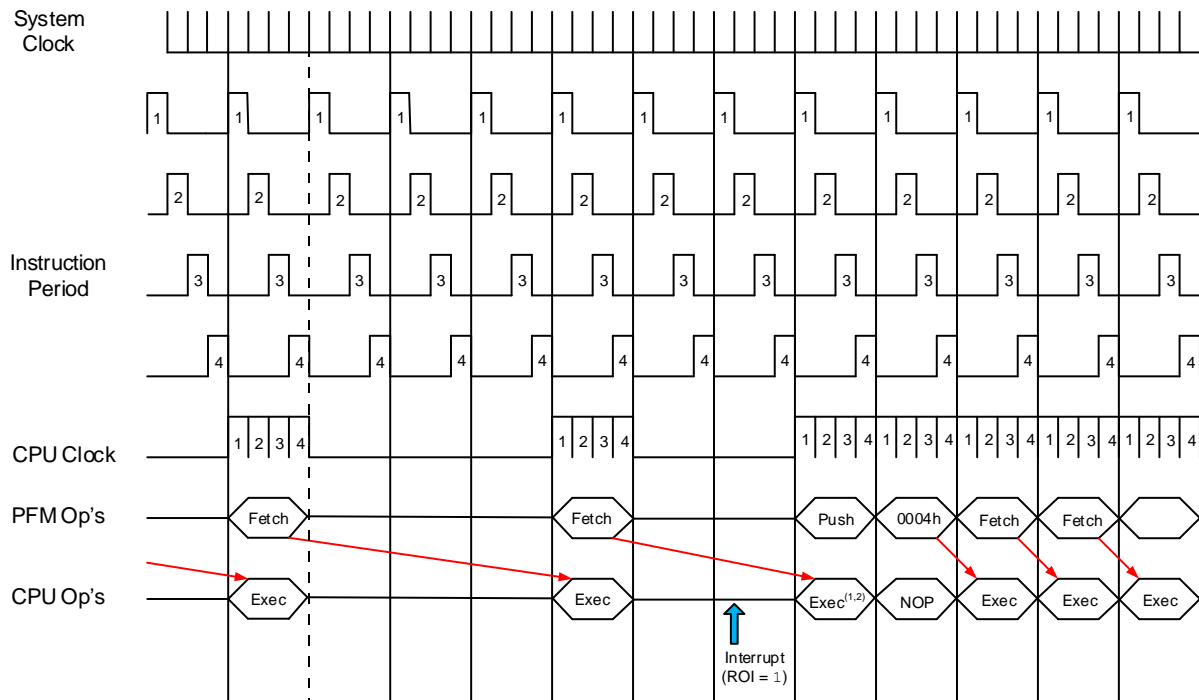 System
Clock
1 1 1 1 1 1 1 1 1 1 1 1 1
2 2 2 2 2 2 2 2 2 2 2 2 2
Instruction
Period
3 3 3 3 3 3 3 3 3 3 3 3 3
4 4 4 4 4 4 4 4 4 4 4 4 4
CPU Clock
1 2 3 4 1 2 3 4 1 2 3 4 1 2 3 4 1 2 3 4 1 2 3 4 1 2 3 4
PFM Op's
Fetch Fetch Push 0004h Fetch Fetch
CPU Op's
Exec Exec Exec(1,2) NOP Exec Exec Exec
Interrupt
(ROI = 1)